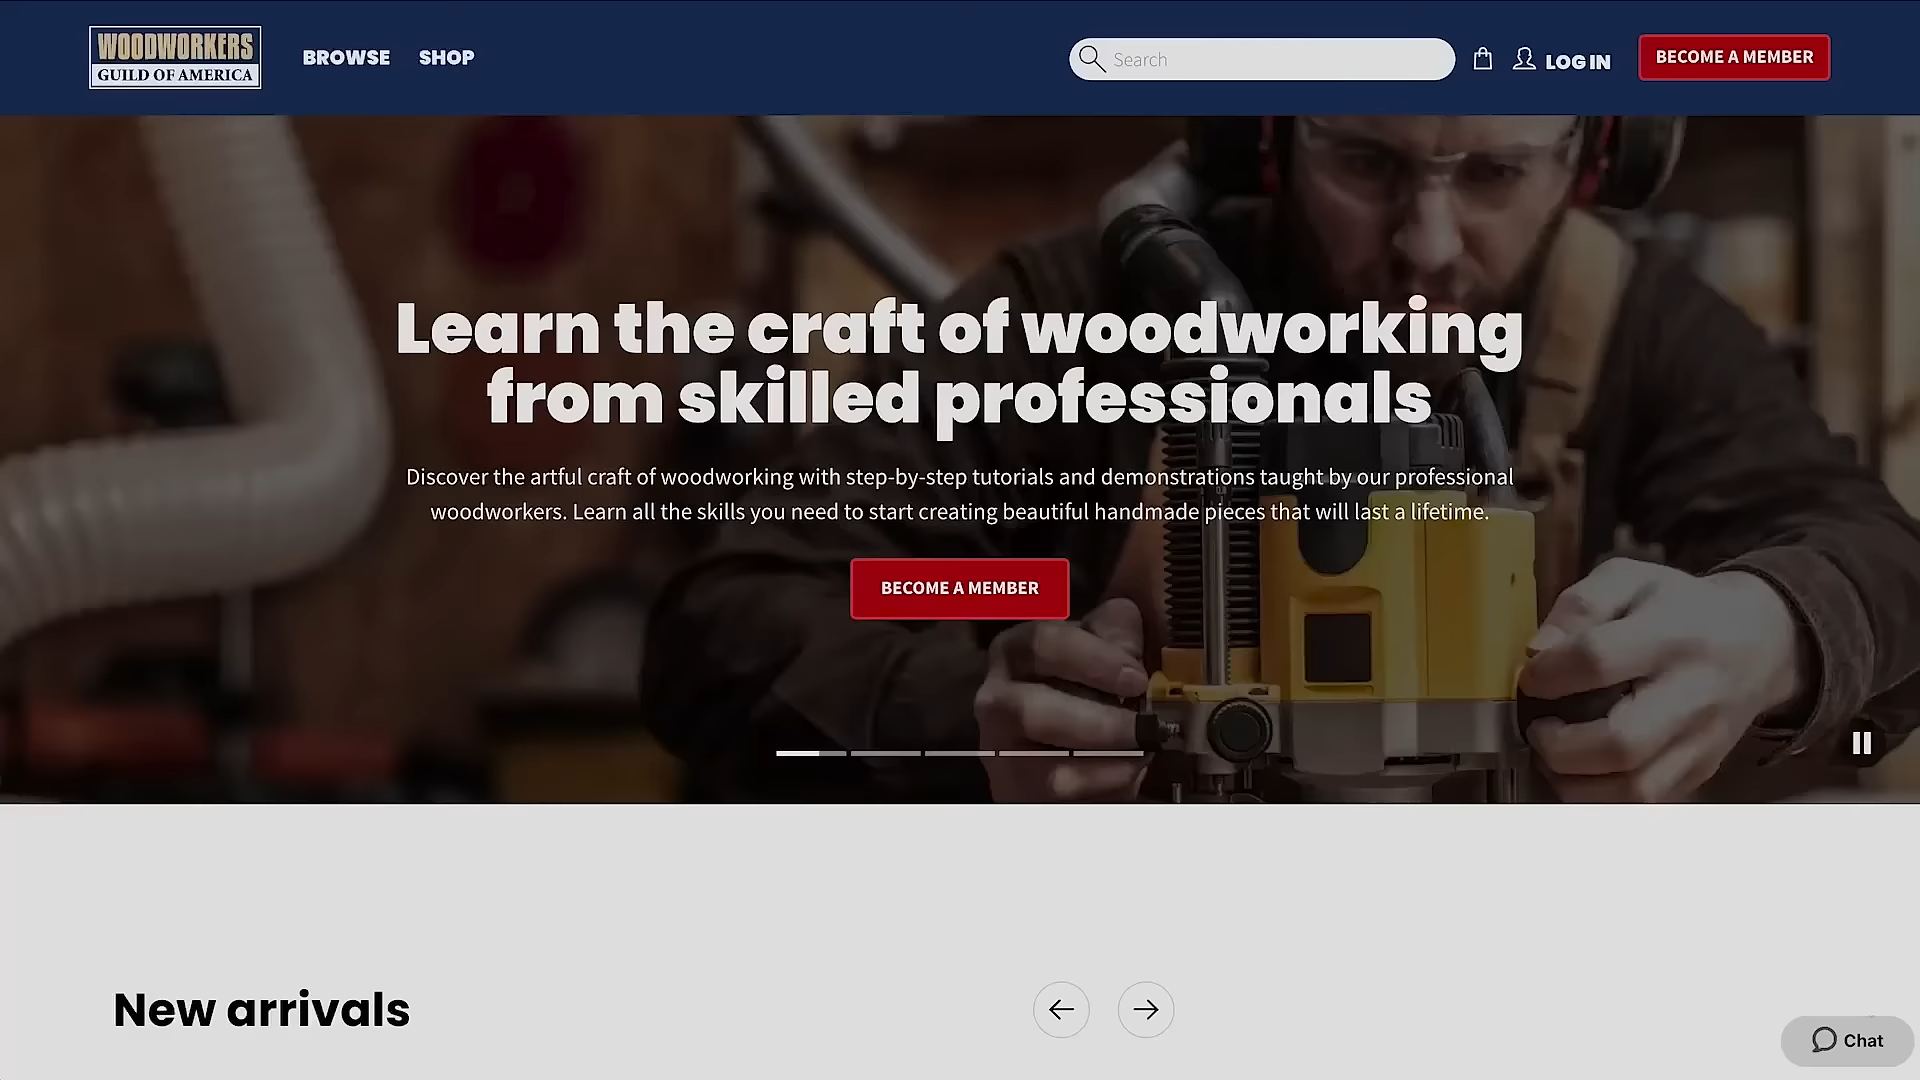 WOODWORKERS
GUILD OF AMERICA
BROWSE
SHOP
Search
LOG IN
BECOME A MEMBER
Learn the craft of woodworking
from skilled professionals
Discover the artful craft of woodworking with step-by-step tutorials and demonstrations taught by our professional
woodworkers. Learn all the skills you need to start creating beautiful handmade pieces that will last a lifetime.
BECOME A MEMBER
New arrivals
Chat